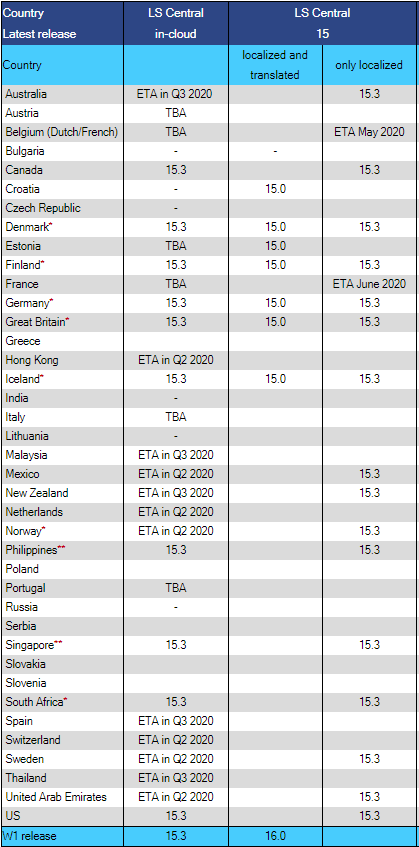 Country LS Central LS Central
Latest release in-cloud 15
Country localized and translated only localized
Australia ETA in Q3 2020 15.3
Austria TBA
Belgium (Dutch/French) TBA ETA May 2020
Bulgaria - -
Canada 15.3 15.3
Croatia - 15.0
Czech Republic -
Denmark* 15.3 15.0 15.3
Estonia TBA 15.0
Finland* 15.3 15.0 15.3
France TBA ETA June 2020
Germany* 15.3 15.0 15.3
Great Britain* 15.3 15.0 15.3
Greece
Hong Kong ETA in Q2 2020
Iceland* 15.3 15.0 15.3
India -
Italy TBA
Lithuania -
Malaysia ETA in Q3 2020
Mexico ETA in Q2 2020 15.3
New Zealand ETA in Q3 2020 15.3
Netherlands ETA in Q2 2020
Norway* ETA in Q2 2020 15.3
Philippines** 15.3 15.3
Poland
Portugal TBA
Russia -
Serbia
Singapore** 15.3 15.3
Slovakia
Slovenia
South Africa* 15.3 15.3
Spain ETA in Q3 2020
Switzerland ETA in Q2 2020
Sweden ETA in Q2 2020 15.3
Thailand ETA in Q3 2020
United Arab Emirates ETA in Q2 2020 15.3
US 15.3 15.3
W1 release 15.3 16.0